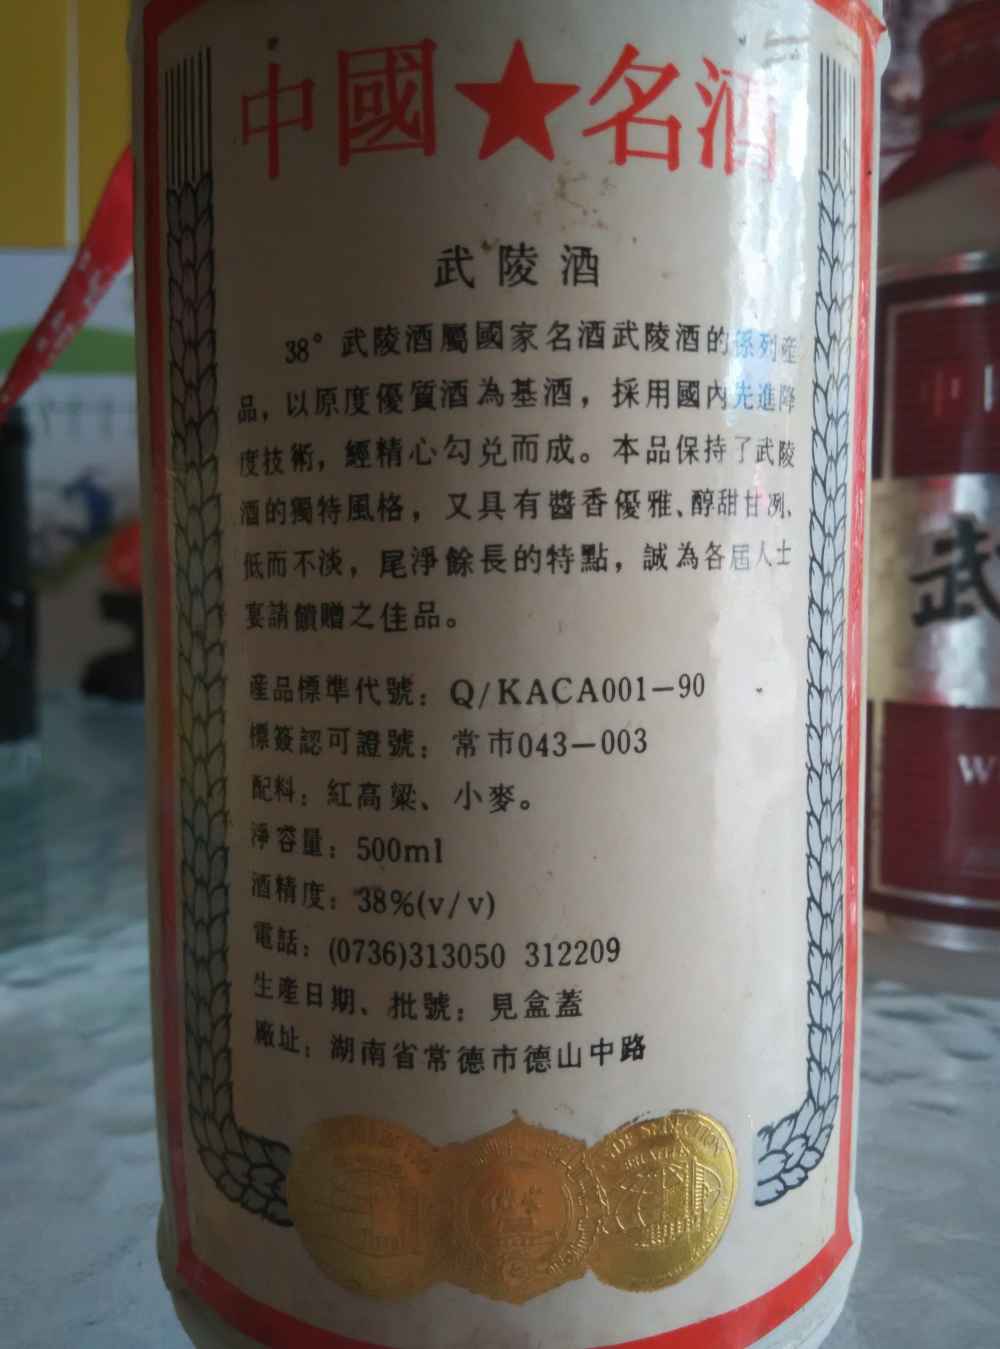 中國★名酒
武陵酒
38°武陵酒屬國家名酒武陵酒的係列產
品，以原度優質酒為基酒，採用國內先進降
度技術，經精心勾兑而成。本品保持了武陵
酒的獨特風格，又具有醬香優雅、醇甜甘冽、
低而不淡，尾淨餘長的特點，誠為各屆人士
宴請饋贈之佳品。
産品標準代號：Q/KACA001-90
標簽認可證號：常市043-003
配料：紅高粱、小麥。
淨容量：500ml
酒精度：38%(v/v)
電話：(0736)313050 312209
生産日期、批號：見盒蓋
廠址：湖南省常德市德山中路
SELECTION
武
W